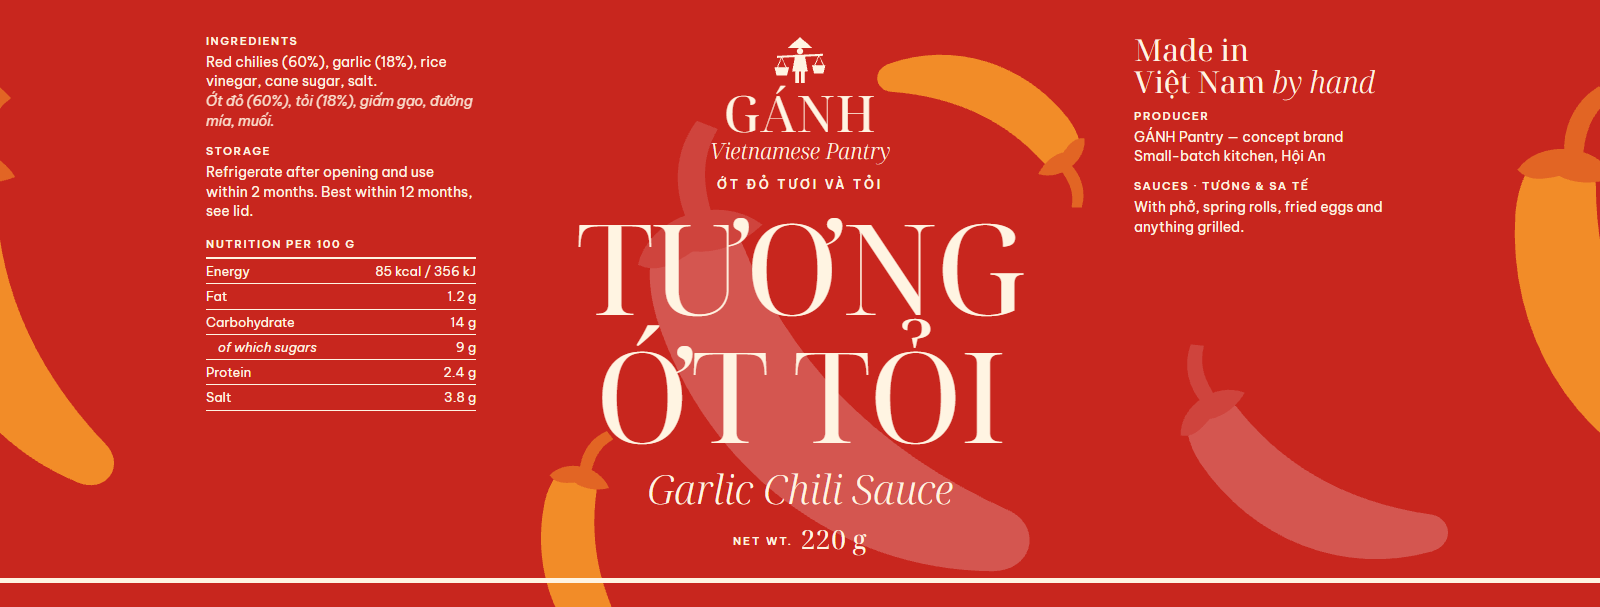 INGREDIENTS
Red chilies (60%), garlic (18%), rice
vinegar, cane sugar, salt.
Ớt đỏ (60%), tỏi (18%), giấm gạo, đường
mía, muối.
STORAGE
Refrigerate after opening and use
within 2 months. Best within 12 months,
see lid.
NUTRITION PER 100 G
Energy 85 kcal / 356 kJ
Fat 1.2 g
Carbohydrate 14 g
of which sugars 9 g
Protein 2.4 g
Salt 3.8 g
GÁNH
Vietnamese Pantry
ỚT ĐỎ TƯƠI VÀ TỎI
TƯƠNG
ỚT TỎI
Garlic Chili Sauce
NET WT. 220 g
Made in
Việt Nam by hand
PRODUCER
GÁNH Pantry – concept brand
Small-batch kitchen, Hội An
SAUCES · TƯƠNG & SA TẾ
With phở, spring rolls, fried eggs and
anything grilled.